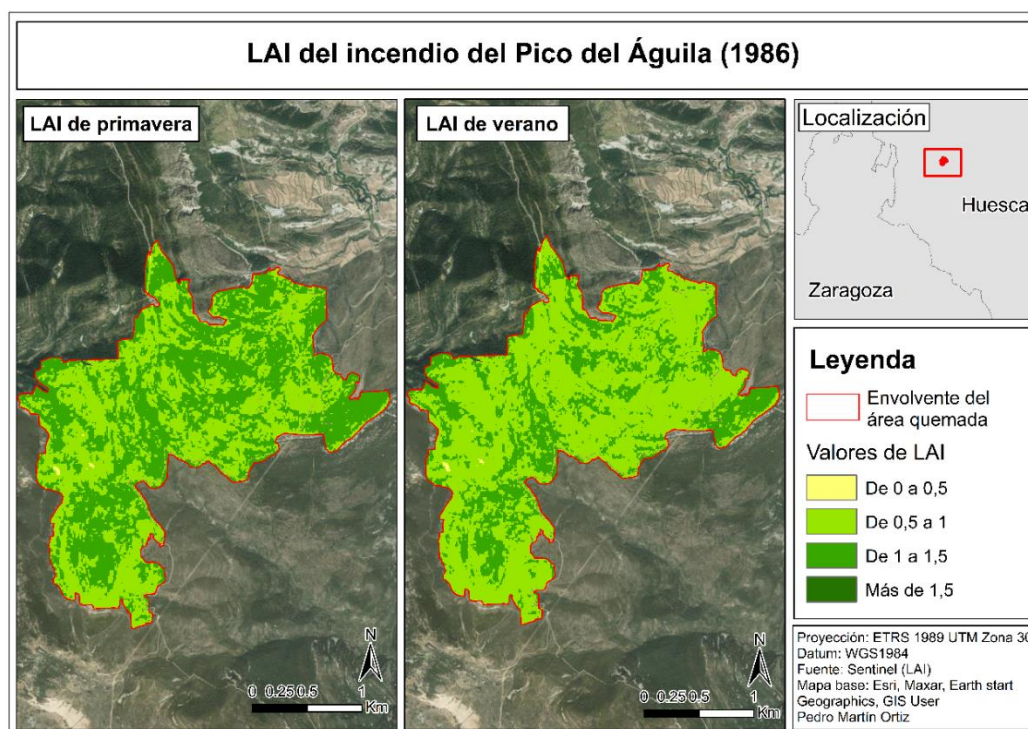 LAI del incendio del Pico del Águila (1986)
LAI de primavera
LAI de verano
N
0 0.25 0.5 1
Km
N
0 0.25 0.5 1
Km
Localización
Huesca
Zaragoza
Leyenda
Envolvente del
área quemada
Valores de LAI
De 0 a 0,5
De 0,5 a 1
De 1 a 1,5
Más de 1,5
Proyección: ETRS 1989 UTM Zona 30
Datum: WGS1984
Fuente: Sentinel (LAI)
Mapa base: Esri, Maxar, Earth start
Geographics, GIS User
Pedro Martín Ortiz